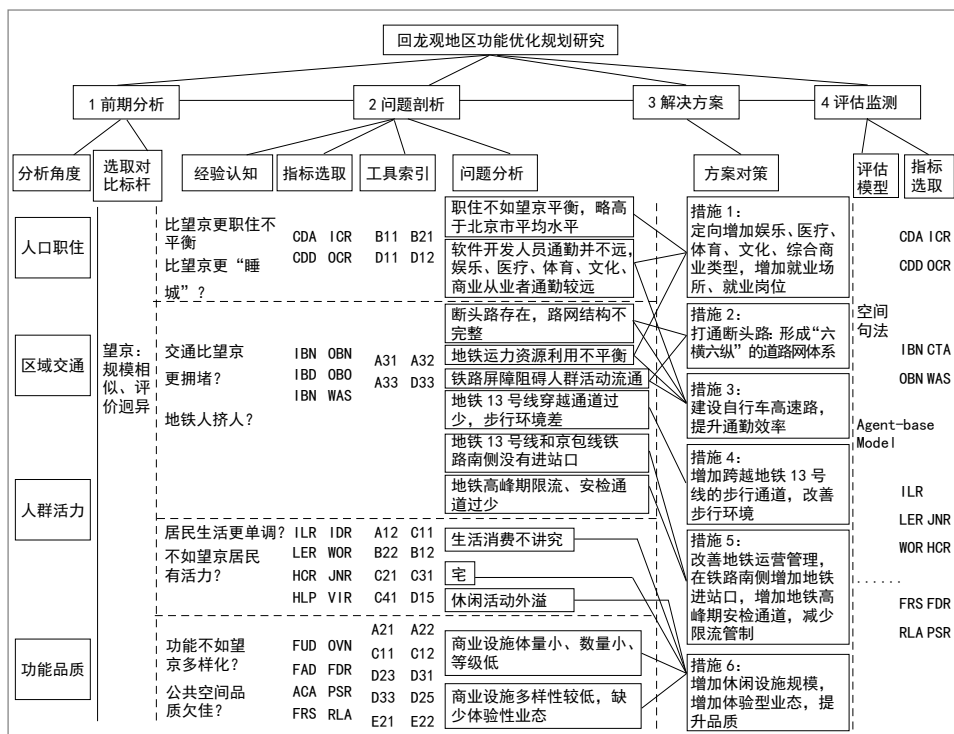 回龙观地区功能优化规划研究
1 前期分析
2 问题剖析
3 解决方案
4 评估监测
分析角度
选取对
比标杆
经验认知
指标选取
工具索引
问题分析
方案对策
评估
模型
指标
选取
人口职住
区域交通
人群活力
功能品质
望京：
规模相
似、评
价迥异
比望京更职住不
平衡
比望京更“睡
城”？
CDA ICR
CDD OCR
B11 B21
D11 D12
职住不如望京平衡，略高
于北京市平均水平
软件开发人员通勤并不远，
娱乐、医疗、体育、文化、
商业从业者通勤较远
交通比望京
更拥堵？
地铁人挤人？
IBN OBN
IBD OBO
IBN WAS
A31 A32
A33 D33
断头路存在，路网结构不
完整
地铁运力资源利用不平衡
铁路屏障阻碍人群活动流通
地铁 13 号线穿越通道过
少，步行环境差
地铁 13 号线和京包线铁
路南侧没有进站口
地铁高峰期限流、安检通
道过少
居民生活更单调？
不如望京居民
有活力？
ILR IDR
LER WOR
HCR JNR
HLP VIR
A12 C11
B22 B12
C21 C31
C41 D15
生活消费不讲究
宅
休闲活动外溢
功能不如望
京多样化？
公共空间品
质欠佳？
FUD OVN
FAD FDR
ACA PSR
FRS RLA
A21 A22
C11 C12
D23 D31
D33 D25
E21 E22
商业设施体量小、数量小、
等级低
商业设施多样性较低，缺
少体验性业态
措施 1：
定向增加娱乐、医疗、
体育、文化、综合商
业类型，增加就业场
所、就业岗位
措施 2：
打通断头路：形成“六
横六纵”的道路网体系
措施 3：
建设自行车高速路，
提升通勤效率
措施 4：
增加跨越地铁 13 号
线的步行通道，改善
步行环境
措施 5：
改善地铁运营管理，
在铁路南侧增加地铁
进站口，增加地铁高
峰期安检通道，减少
限流管制
措施 6：
增加休闲设施规模，
增加体验型业态，提
升品质
空间
句法
Agent-base
Model
......
CDA ICR
CDD OCR
IBN CTA
OBN WAS
ILR
LER JNR
WOR HCR
FRS FDR
RLA PSR